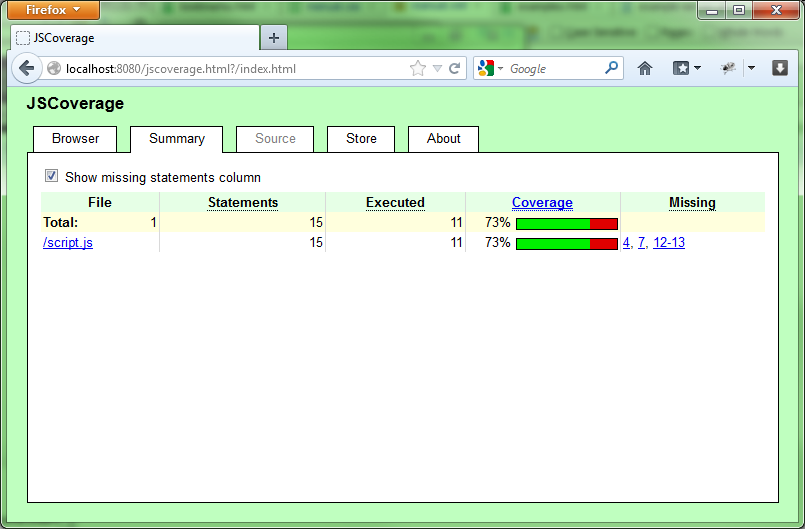 Firefox
JSCoverage
localhost:8080/jscoverage.html?/index.html
Google
JSCoverage
Browser Summary Source Store About
Show missing statements column
File Statements Executed Coverage Missing
Total: 1 15 11 73%
/script.js 15 11 73% 4, 7, 12-13